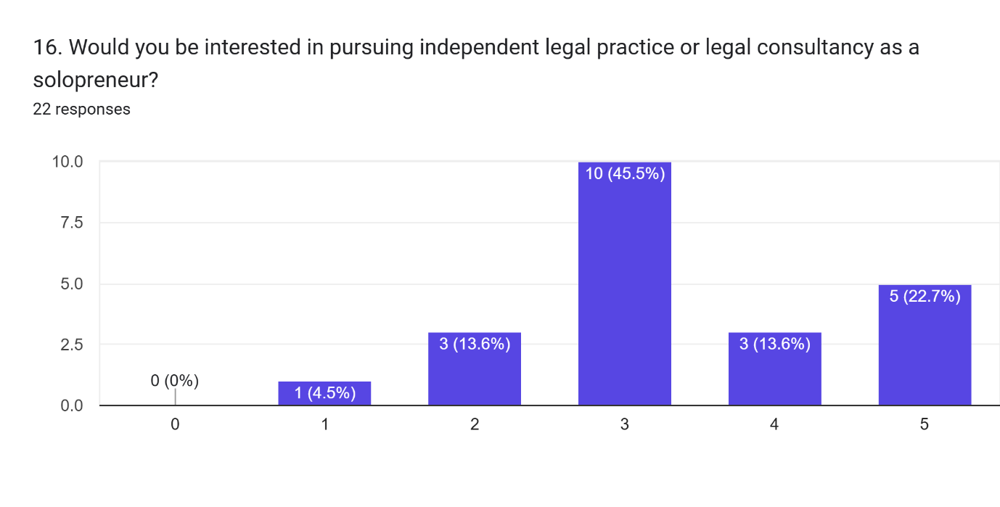 16. Would you be interested in pursuing independent legal practice or legal consultancy as a
solopreneur?
22 responses
10.0
7.5
5.0
2.5
0.0
0 (0%)
1 (4.5%)
3 (13.6%)
10 (45.5%)
3 (13.6%)
5 (22.7%)
0 1 2 3 4 5